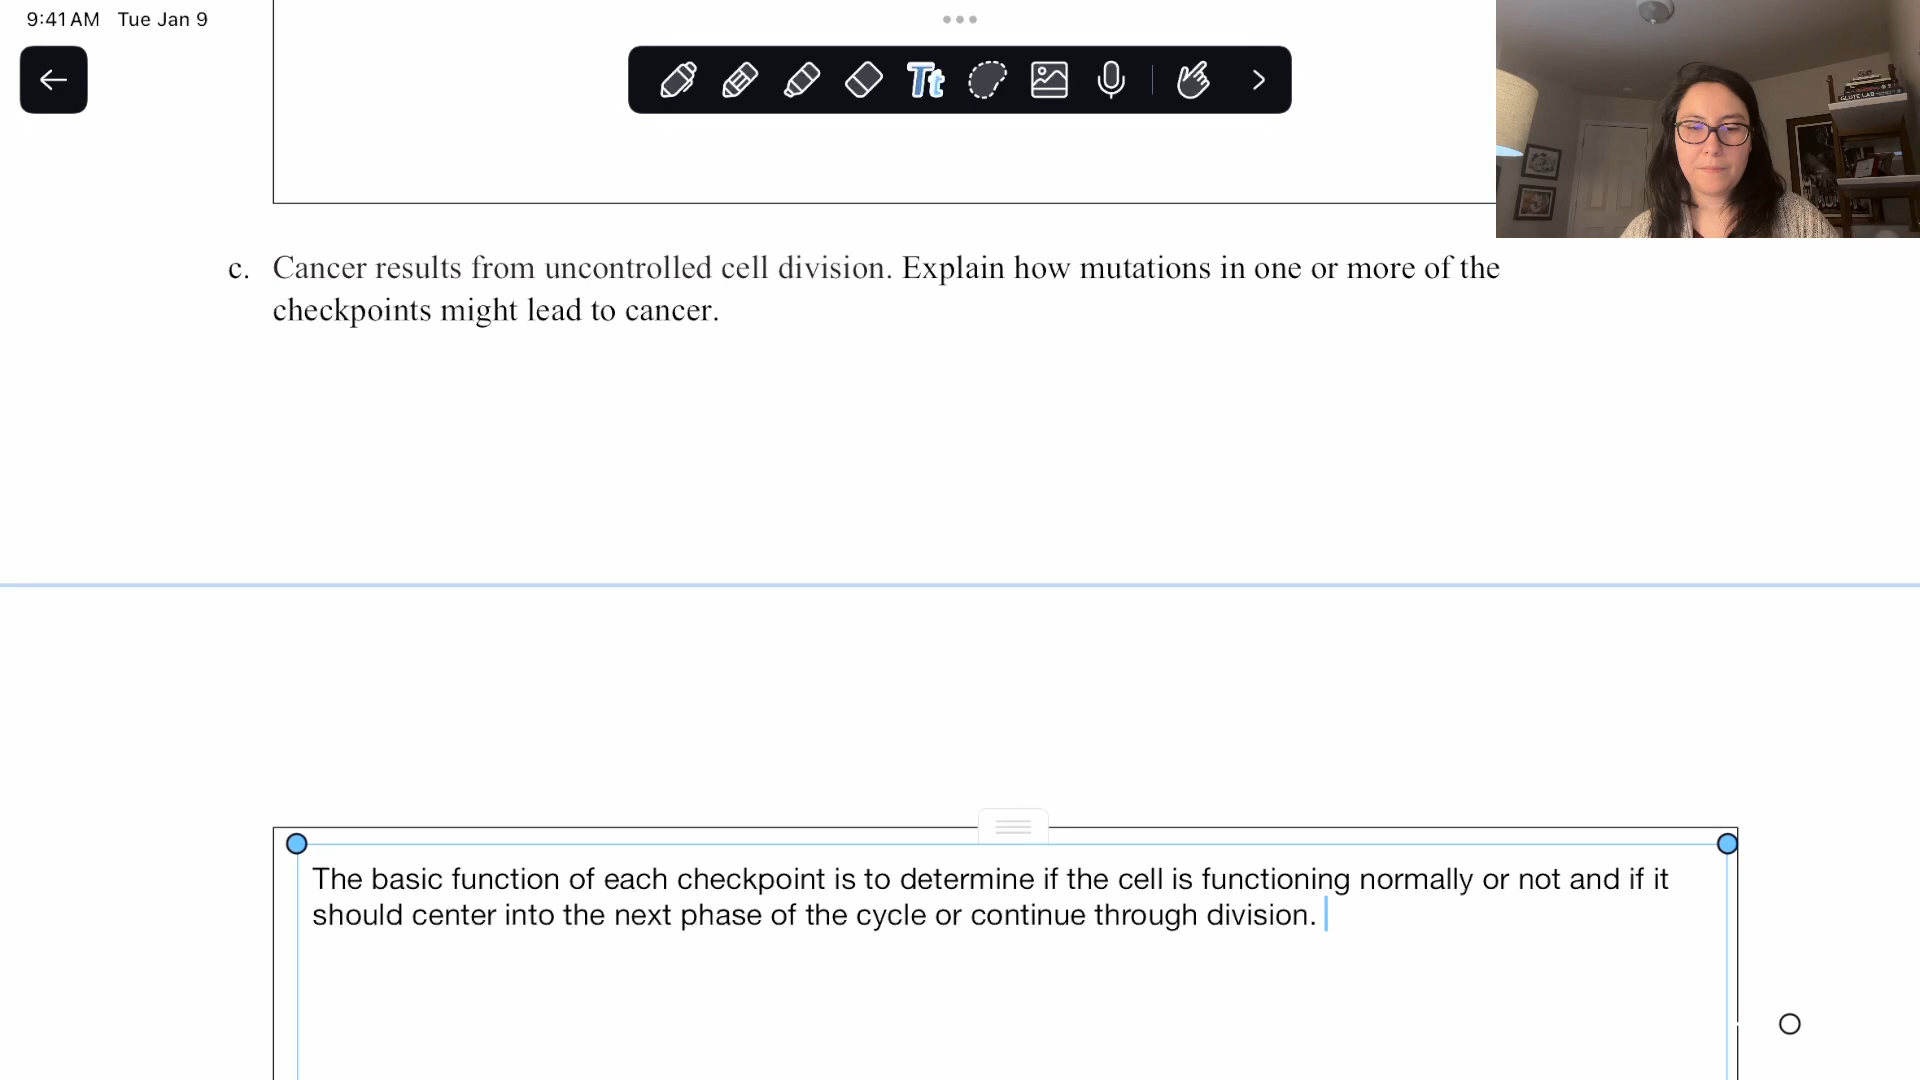 9:41 AM Tue Jan 9
Tt
GLUTE LAB
c. Cancer results from uncontrolled cell division. Explain how mutations in one or more of the
checkpoints might lead to cancer.
The basic function of each checkpoint is to determine if the cell is functioning normally or not and if it
should center into the next phase of the cycle or continue through division.